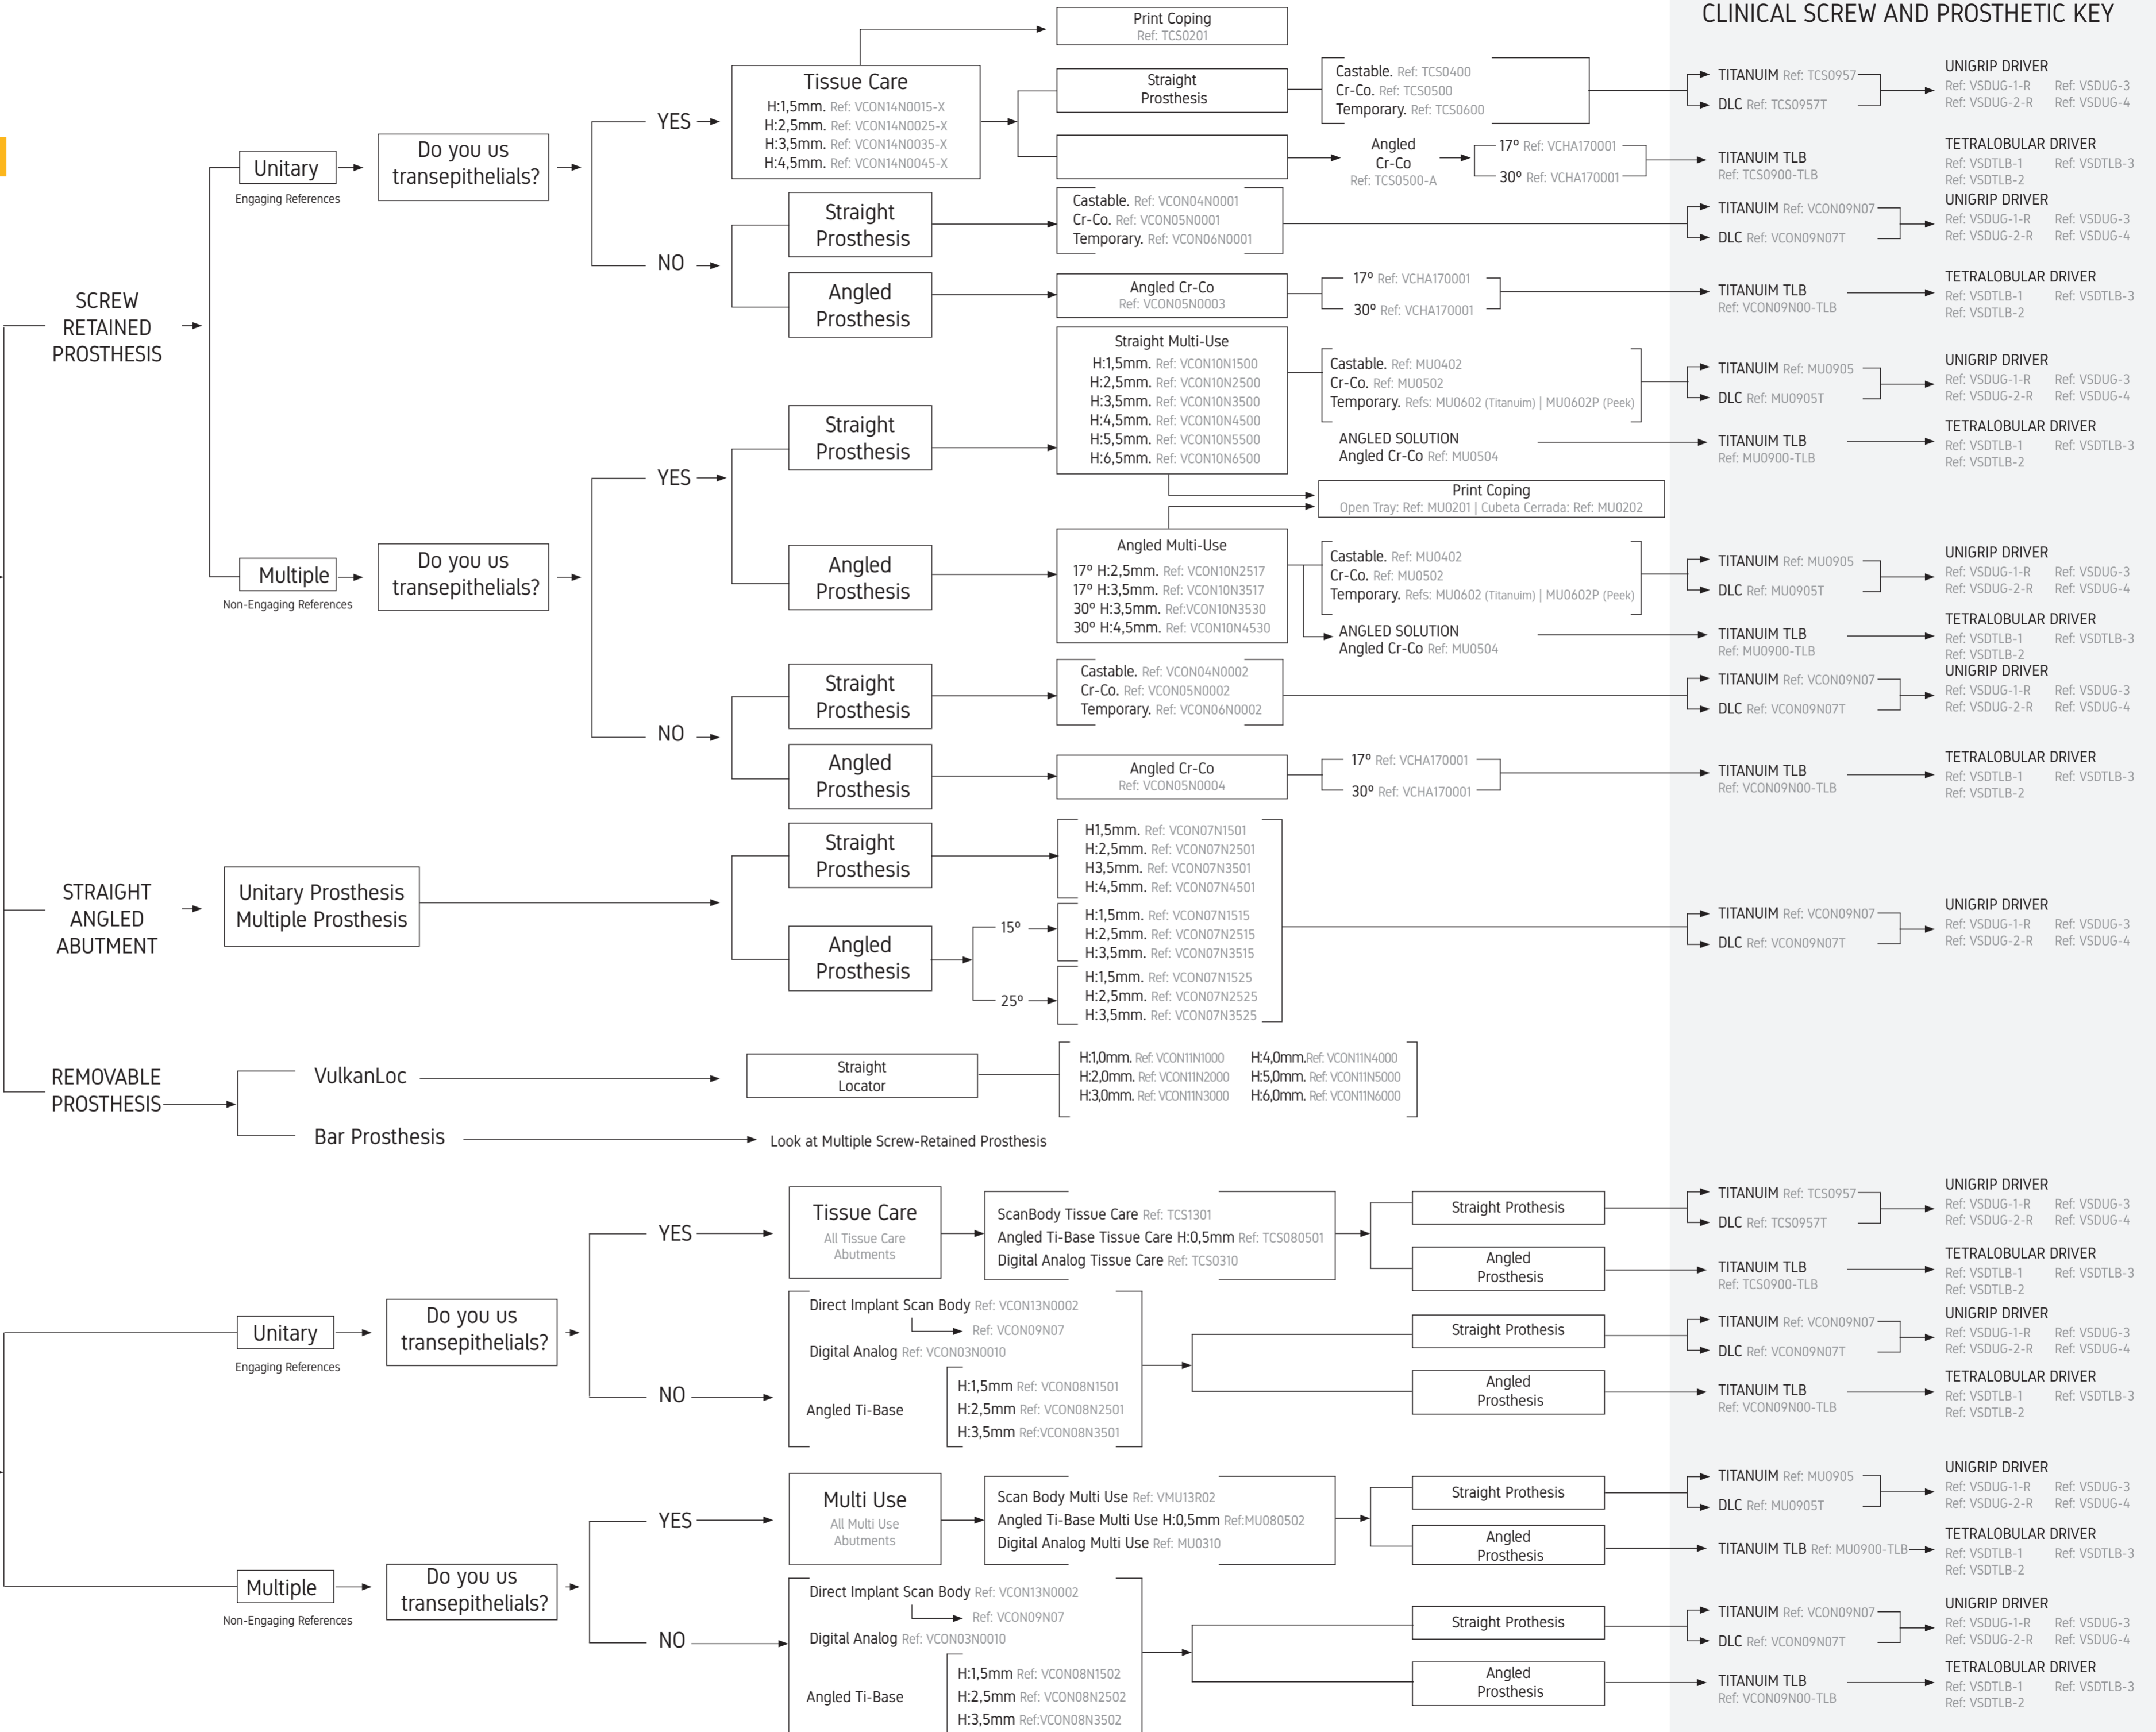 CLINICAL SCREW AND PROSTHETIC KEY
SCREW
RETAINED
PROSTHESIS
Unitary
Engaging References
Do you us
transepithelials?
YES
Tissue Care
H:1,5mm. Ref: VCON14N0015-X
H:2,5mm. Ref: VCON14N0025-X
H:3,5mm. Ref: VCON14N0035-X
H:4,5mm. Ref: VCON14N0045-X
Print Coping
Ref: TCS0201
Straight
Prosthesis
Castable. Ref: TCS0400
Cr-Co. Ref: TCS0500
Temporary. Ref: TCS0600
TITANUIM Ref: TCS0957
DLC Ref: TCS0957T
UNIGRIP DRIVER
Ref: VSDUG-1-R Ref: VSDUG-3
Ref: VSDUG-2-R Ref: VSDUG-4
Angled
Cr-Co
Ref: TCS0500-A
17º Ref: VCHA170001
30º Ref: VCHA170001
TITANUIM TLB
Ref: TCS0900-TLB
TETRALOBULAR DRIVER
Ref: VSDTLB-1 Ref: VSDTLB-3
Ref: VSDTLB-2
NO
Straight
Prosthesis
Castable. Ref: VCON04N0001
Cr-Co. Ref: VCON05N0001
Temporary. Ref: VCON06N0001
TITANUIM Ref: VCON09N07
DLC Ref: VCON09N07T
UNIGRIP DRIVER
Ref: VSDUG-1-R Ref: VSDUG-3
Ref: VSDUG-2-R Ref: VSDUG-4
Angled
Prosthesis
Angled Cr-Co
Ref: VCON05N0003
17º Ref: VCHA170001
30º Ref: VCHA170001
TITANUIM TLB
Ref: VCON09N00-TLB
TETRALOBULAR DRIVER
Ref: VSDTLB-1 Ref: VSDTLB-3
Ref: VSDTLB-2
Multiple
Non-Engaging References
Do you us
transepithelials?
YES
Straight
Prosthesis
Straight Multi-Use
H:1,5mm. Ref: VCON10N1500
H:2,5mm. Ref: VCON10N2500
H:3,5mm. Ref: VCON10N3500
H:4,5mm. Ref: VCON10N4500
H:5,5mm. Ref: VCON10N5500
H:6,5mm. Ref: VCON10N6500
Castable. Ref: MU0402
Cr-Co. Ref: MU0502
Temporary. Refs: MU0602 (Titanuim) | MU0602P (Peek)
TITANUIM Ref: MU0905
DLC Ref: MU0905T
UNIGRIP DRIVER
Ref: VSDUG-1-R Ref: VSDUG-3
Ref: VSDUG-2-R Ref: VSDUG-4
ANGLED SOLUTION
Angled Cr-Co Ref: MU0504
TITANUIM TLB
Ref: MU0900-TLB
TETRALOBULAR DRIVER
Ref: VSDTLB-1 Ref: VSDTLB-3
Ref: VSDTLB-2
Print Coping
Open Tray: Ref: MU0201 | Cubeta Cerrada: Ref: MU0202
Angled
Prosthesis
Angled Multi-Use
17º H:2,5mm. Ref: VCON10N2517
17º H:3,5mm. Ref: VCON10N3517
30º H:3,5mm. Ref:VCON10N3530
30º H:4,5mm. Ref: VCON10N4530
Castable. Ref: MU0402
Cr-Co. Ref: MU0502
Temporary. Refs: MU0602 (Titanuim) | MU0602P (Peek)
TITANUIM Ref: MU0905
DLC Ref: MU0905T
UNIGRIP DRIVER
Ref: VSDUG-1-R Ref: VSDUG-3
Ref: VSDUG-2-R Ref: VSDUG-4
ANGLED SOLUTION
Angled Cr-Co Ref: MU0504
TITANUIM TLB
Ref: MU0900-TLB
TETRALOBULAR DRIVER
Ref: VSDTLB-1 Ref: VSDTLB-3
Ref: VSDTLB-2
NO
Straight
Prosthesis
Castable. Ref: VCON04N0002
Cr-Co. Ref: VCON05N0002
Temporary. Ref: VCON06N0002
TITANUIM Ref: VCON09N07
DLC Ref: VCON09N07T
UNIGRIP DRIVER
Ref: VSDUG-1-R Ref: VSDUG-3
Ref: VSDUG-2-R Ref: VSDUG-4
Angled
Prosthesis
Angled Cr-Co
Ref: VCON05N0004
17º Ref: VCHA170001
30º Ref: VCHA170001
TITANUIM TLB
Ref: VCON09N00-TLB
TETRALOBULAR DRIVER
Ref: VSDTLB-1 Ref: VSDTLB-3
Ref: VSDTLB-2
STRAIGHT
ANGLED
ABUTMENT
Unitary Prosthesis
Multiple Prosthesis
Straight
Prosthesis
H1,5mm. Ref: VCON07N1501
H:2,5mm. Ref: VCON07N2501
H3,5mm. Ref: VCON07N3501
H:4,5mm. Ref: VCON07N4501
Angled
Prosthesis
15º
H:1,5mm. Ref: VCON07N1515
H:2,5mm. Ref: VCON07N2515
H:3,5mm. Ref: VCON07N3515
25º
H:1,5mm. Ref: VCON07N1525
H:2,5mm. Ref: VCON07N2525
H:3,5mm. Ref: VCON07N3525
TITANUIM Ref: VCON09N07
DLC Ref: VCON09N07T
UNIGRIP DRIVER
Ref: VSDUG-1-R Ref: VSDUG-3
Ref: VSDUG-2-R Ref: VSDUG-4
REMOVABLE
PROSTHESIS
VulkanLoc
Straight
Locator
H:1,0mm. Ref: VCON11N1000 H:4,0mm.Ref: VCON11N4000
H:2,0mm. Ref: VCON11N2000 H:5,0mm. Ref: VCON11N5000
H:3,0mm. Ref: VCON11N3000 H:6,0mm. Ref: VCON11N6000
Bar Prosthesis
Look at Multiple Screw-Retained Prosthesis
Unitary
Engaging References
Do you us
transepithelials?
YES
Tissue Care
All Tissue Care
Abutments
ScanBody Tissue Care Ref: TCS1301
Angled Ti-Base Tissue Care H:0,5mm Ref: TCS080501
Digital Analog Tissue Care Ref: TCS0310
Straight Prothesis
TITANUIM Ref: TCS0957
DLC Ref: TCS0957T
UNIGRIP DRIVER
Ref: VSDUG-1-R Ref: VSDUG-3
Ref: VSDUG-2-R Ref: VSDUG-4
Angled
Prosthesis
TITANUIM TLB
Ref: TCS0900-TLB
TETRALOBULAR DRIVER
Ref: VSDTLB-1 Ref: VSDTLB-3
Ref: VSDTLB-2
NO
Direct Implant Scan Body Ref: VCON13N0002
Ref: VCON09N07
Digital Analog Ref: VCON03N0010
Angled Ti-Base
H:1,5mm Ref: VCON08N1501
H:2,5mm Ref: VCON08N2501
H:3,5mm Ref:VCON08N3501
Straight Prothesis
TITANUIM Ref: VCON09N07
DLC Ref: VCON09N07T
UNIGRIP DRIVER
Ref: VSDUG-1-R Ref: VSDUG-3
Ref: VSDUG-2-R Ref: VSDUG-4
Angled
Prosthesis
TITANUIM TLB
Ref: VCON09N00-TLB
TETRALOBULAR DRIVER
Ref: VSDTLB-1 Ref: VSDTLB-3
Ref: VSDTLB-2
Multiple
Non-Engaging References
Do you us
transepithelials?
YES
Multi Use
All Multi Use
Abutments
Scan Body Multi Use Ref: VMU13R02
Angled Ti-Base Multi Use H:0,5mm Ref:MU080502
Digital Analog Multi Use Ref: MU0310
Straight Prothesis
TITANUIM Ref: MU0905
DLC Ref: MU0905T
UNIGRIP DRIVER
Ref: VSDUG-1-R Ref: VSDUG-3
Ref: VSDUG-2-R Ref: VSDUG-4
Angled
Prosthesis
TITANUIM TLB Ref: MU0900-TLB
TETRALOBULAR DRIVER
Ref: VSDTLB-1 Ref: VSDTLB-3
Ref: VSDTLB-2
NO
Direct Implant Scan Body Ref: VCON13N0002
Ref: VCON09N07
Digital Analog Ref: VCON03N0010
Angled Ti-Base
H:1,5mm Ref: VCON08N1502
H:2,5mm Ref: VCON08N2502
H:3,5mm Ref:VCON08N3502
Straight Prothesis
TITANUIM Ref: VCON09N07
DLC Ref: VCON09N07T
UNIGRIP DRIVER
Ref: VSDUG-1-R Ref: VSDUG-3
Ref: VSDUG-2-R Ref: VSDUG-4
Angled
Prosthesis
TITANUIM TLB
Ref: VCON09N00-TLB
TETRALOBULAR DRIVER
Ref: VSDTLB-1 Ref: VSDTLB-3
Ref: VSDTLB-2